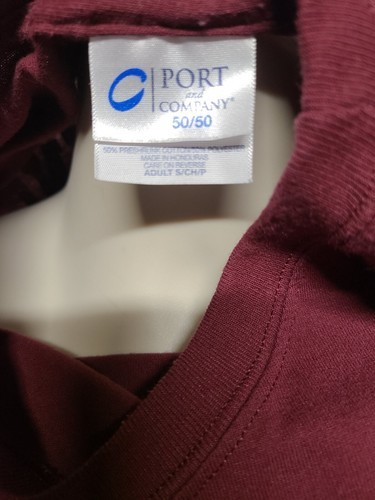 PORT
and
COMPANY®
50/50
50% PRESHRUNK COTTON/50% POLYESTER
MADE IN HONDURAS
CARE ON REVERSE
ADULT S/CH/P